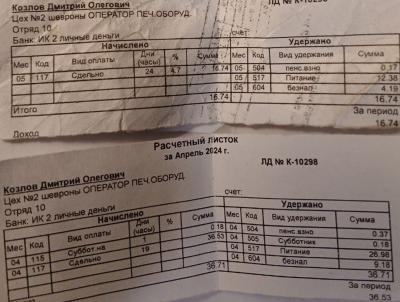 Козлов Дмитрий Олегович ЛД № К-10298
Цех №2 шевроны ОПЕРАТОР ПЕЧ.ОБОРУД.
Отряд 10
Банк: ИК 2 личные деньги счет:
Начислено Удержано
Мес Код Вид оплаты Дни (часы) % Сумма Мес Код Вид удержания Сумма
05 117 Сдельно 24 4.7 16.74 05 504 пенс.взно 0.17
05 517 Питание 12.38
05 604 безнал 4.19
Итого 16.74 16.74
За период
Доход 16.74
Расчетный листок
за Апрель 2024 г.
Козлов Дмитрий Олегович ЛД № К-10298
Цех №2 шевроны ОПЕРАТОР ПЕЧ.ОБОРУД.
Отряд 10
Банк: ИК 2 личные деньги счет:
Начислено Удержано
Мес Код Вид оплаты Дни (часы) % Сумма Мес Код Вид удержания Сумма
04 115 Суббот.на 1 0.18 04 504 пенс.взно 0.37
04 117 Сдельно 19 36.53 04 505 Субботник 0.18
04 517 Питание 26.98
04 604 безнал 9.18
36.71 36.71
За период
36.53